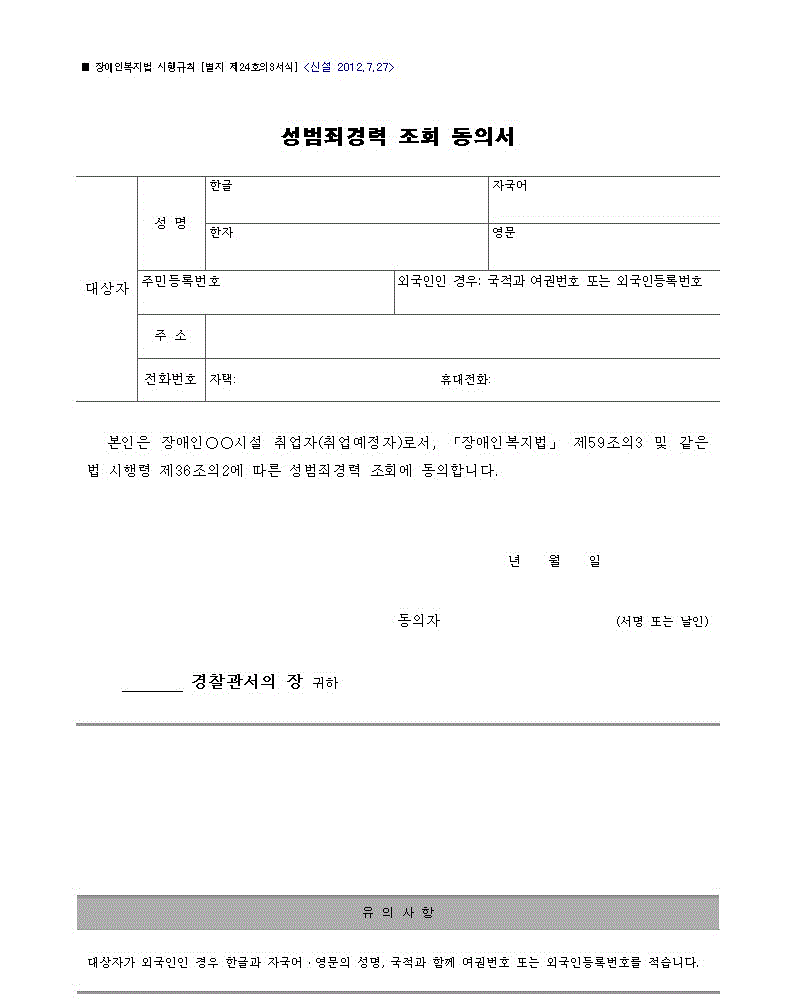 ■ 장애인복지법 시행규칙 [별지 제24호의3서식] <신설 2012.7.27>
성범죄경력 조회 동의서
대상자
성 명
한글
자국어
한자
영문
주민등록번호
외국인인 경우: 국적과 여권번호 또는 외국인등록번호
주 소
전화번호
자택:
휴대전화:
본인은 장애인○○시설 취업자(취업예정자)로서, 「장애인복지법」 제59조의3 및 같은
법 시행령 제36조의2에 따른 성범죄경력 조회에 동의합니다.
년 월 일
동의자 (서명 또는 날인)
경찰관서의 장 귀하
유 의 사 항
대상자가 외국인인 경우 한글과 자국어ㆍ영문의 성명, 국적과 함께 여권번호 또는 외국인등록번호를 적습니다.